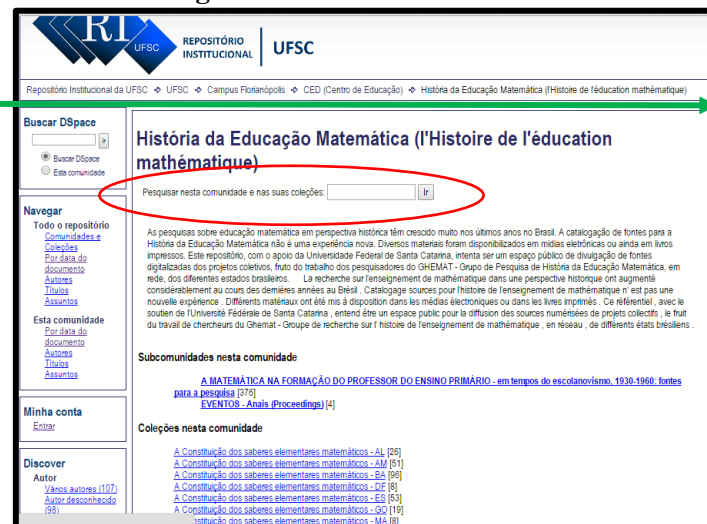 RI
UFSC
REPOSITÓRIO
INSTITUCIONAL
UFSC
Repositório Institucional da UFSC ❖ UFSC ❖ Campus Florianópolis ❖ CED (Centro de Educação) ❖ História da Educação Matemática (l'Histoire de l'éducation mathématique)
Buscar DSpace
Ir
Buscar DSpace
Esta comunidade
Navegar
Todo o repositório
Comunidades e
Coleções
Por data do
documento
Autores
Títulos
Assuntos
Esta comunidade
Por data do
documento
Autores
Títulos
Assuntos
Minha conta
Entrar
Discover
Autor
Vários autores (107)
Autor desconhecido
(98)
História da Educação Matemática (l'Histoire de l'éducation
mathématique)
Pesquisar nesta comunidade e nas suas coleções: Ir
As pesquisas sobre educação matemática em perspectiva histórica têm crescido muito nos últimos anos no Brasil. A catalogação de fontes para a
História da Educação Matemática não é uma experiência nova. Diversos materiais foram disponibilizados em mídias eletrônicas ou ainda em livros
impressos. Este repositório, com o apoio da Universidade Federal de Santa Catarina, intenta ser um espaço público de divulgação de fontes
digitalizadas dos projetos coletivos, fruto do trabalho dos pesquisadores do GHEMAT - Grupo de Pesquisa de História da Educação Matemática, em
rede, dos diferentes estados brasileiros. La recherche sur l'enseignement de mathématique dans une perspective historique ont augmenté
considérablement au cours des dernières années au Brésil . Catalogage sources pour l'histoire de l'enseignement de mathématique n' est pas une
nouvelle expérience . Différents matériaux ont été mis à disposition dans les médias électroniques ou dans les livres imprimés . Ce référentiel , avec le
soutien de l'Université Fédérale de Santa Catarina , entend être un espace public pour la diffusion des sources numérisées de projets collectifs , le fruit
du travail de chercheurs du Ghemat - Groupe de recherche sur l' histoire de l'enseignement de mathématique , en réseau , de différents états brésiliens .
Subcomunidades nesta comunidade
A MATEMÁTICA NA FORMAÇÃO DO PROFESSOR DO ENSINO PRIMÁRIO - em tempos do escolanovismo, 1930-1960: fontes
para a pesquisa [376]
EVENTOS - Anais (Proceedings) [4]
Coleções nesta comunidade
A Constituição dos saberes elementares matemáticos - AL [26]
A Constituição dos saberes elementares matemáticos - AM [51]
A Constituição dos saberes elementares matemáticos - BA [96]
A Constituição dos saberes elementares matemáticos - DF [8]
A Constituição dos saberes elementares matemáticos - ES [53]
A Constituição dos saberes elementares matemáticos - GO [19]
Constituição dos saberes elementares matemáticos - MA [8]